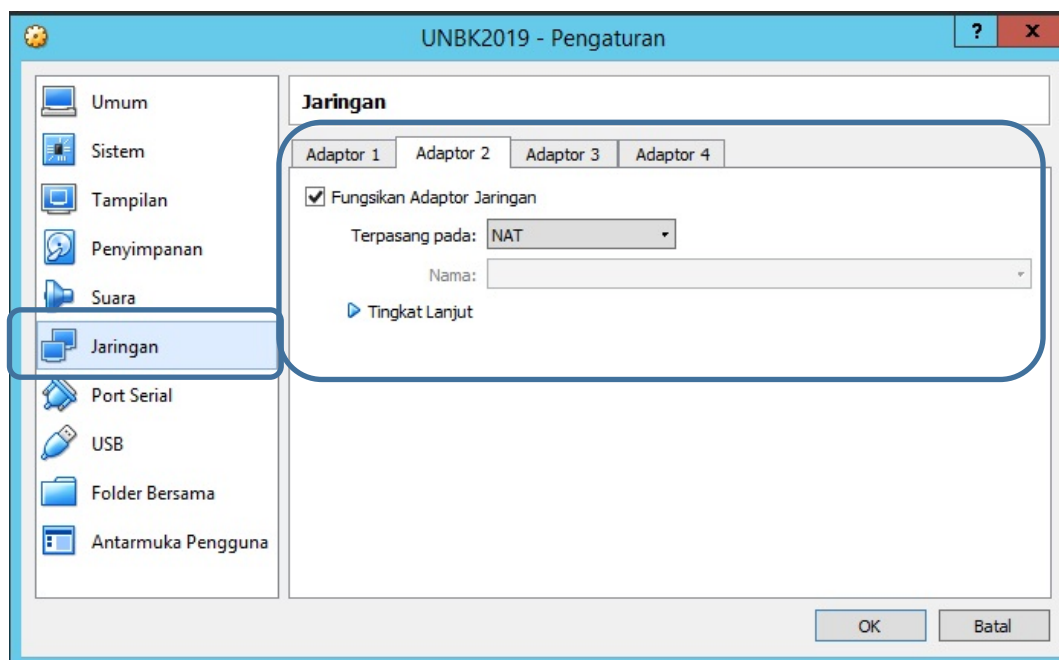 UNBK2019 - Pengaturan
? x
Umum
Sistem
Tampilan
Penyimpanan
Suara
Jaringan
Port Serial
USB
Folder Bersama
Antarmuka Pengguna
Jaringan
Adaptor 1 Adaptor 2 Adaptor 3 Adaptor 4
Fungsikan Adaptor Jaringan
Terpasang pada: NAT
Nama:
Tingkat Lanjut
OK Batal